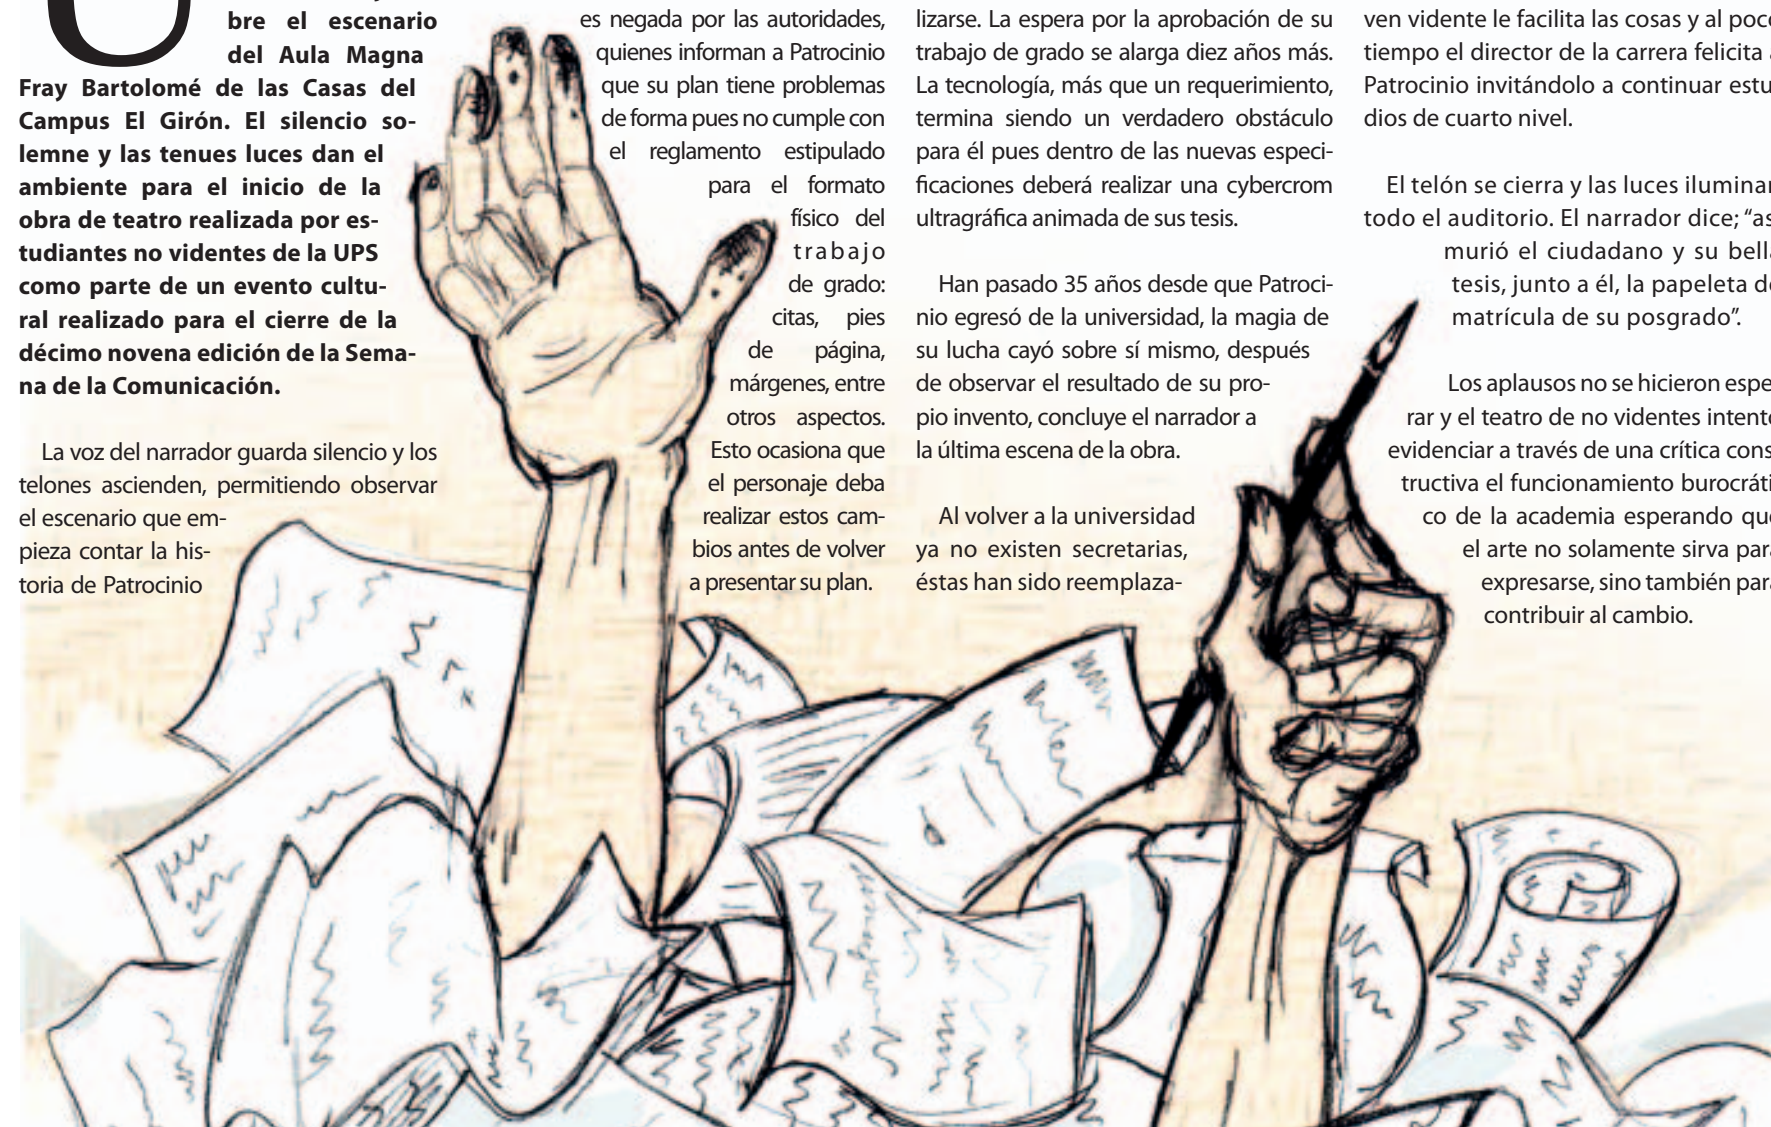 bre el escenario
del Aula Magna
Fray Bartolomé de las Casas del
Campus El Girón. El silencio so-
lemne y las tenues luces dan el
ambiente para el inicio de la
obra de teatro realizada por es-
tudiantes no videntes de la UPS
como parte de un evento cultu-
ral realizado para el cierre de la
décimo novena edición de la Sema-
na de la Comunicación.
La voz del narrador guarda silencio y los
telones ascienden, permitiendo observar
el escenario que em-
pieza contar la his-
toria de Patrocinio
es negada por las autoridades,
quienes informan a Patrocinio
que su plan tiene problemas
de forma pues no cumple con
el reglamento estipulado
para el formato
físico del
trabajo
de grado:
citas, pies
de página,
márgenes, entre
otros aspectos.
Esto ocasiona que
el personaje deba
realizar estos cam-
bios antes de volver
a presentar su plan.
lizarse. La espera por la aprobación de su
trabajo de grado se alarga diez años más.
La tecnología, más que un requerimiento,
termina siendo un verdadero obstáculo
para él pues dentro de las nuevas especi-
ficaciones deberá realizar una cybercrom
ultragráfica animada de sus tesis.
Han pasado 35 años desde que Patroci-
nio egresó de la universidad, la magia de
su lucha cayó sobre sí mismo, después
de observar el resultado de su pro-
pio invento, concluye el narrador a
la última escena de la obra.
Al volver a la universidad
ya no existen secretarias,
éstas han sido reemplaza-
ven vidente le facilita las cosas y al poco
tiempo el director de la carrera felicita
Patrocinio invitándolo a continuar estu
dios de cuarto nivel.
El telón se cierra y las luces iluminan
todo el auditorio. El narrador dice; “as
murió el ciudadano y su bella
tesis, junto a él, la papeleta de
matrícula de su posgrado”.
Los aplausos no se hicieron espe
rar y el teatro de no videntes intento
evidenciar a través de una crítica cons
tructiva el funcionamiento burocráti
co de la academia esperando que
el arte no solamente sirva para
expresarse, sino también para
contribuir al cambio.